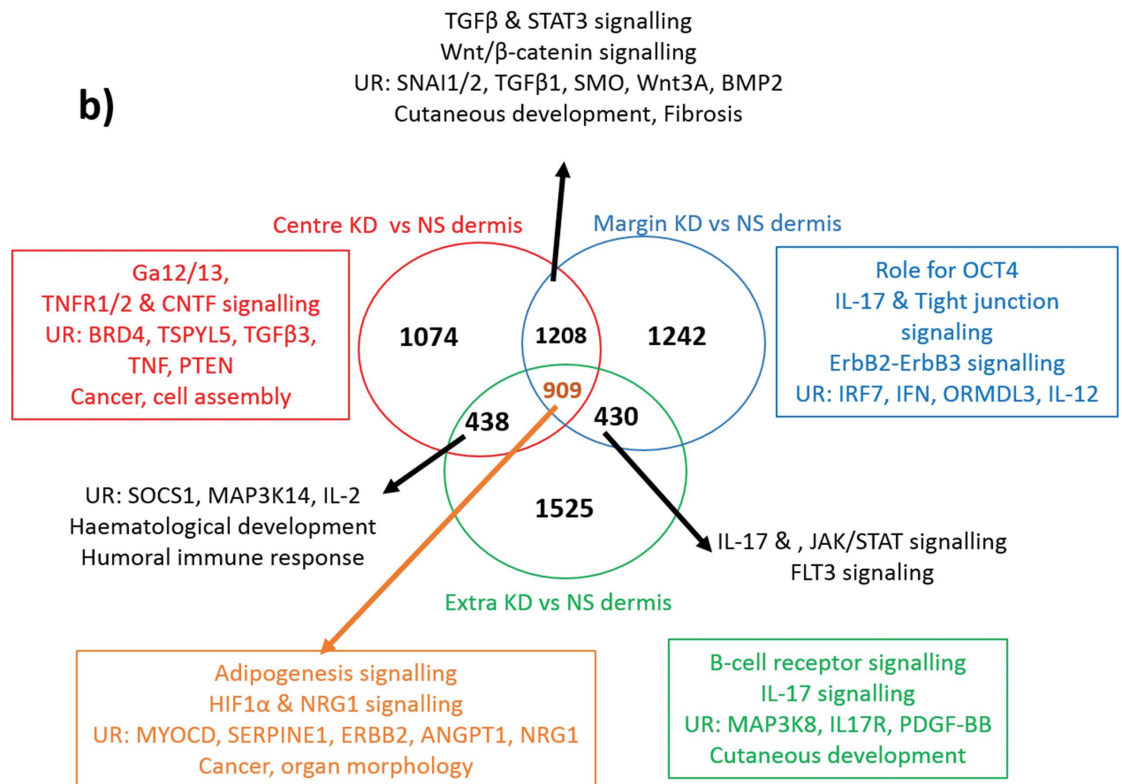 TGFβ & STAT3 signalling
Wnt/β-catenin signalling
UR: SNAI1/2, TGFβ1, SMO, Wnt3A, BMP2
Cutaneous development, Fibrosis
b)
Centre KD vs NS dermis
Margin KD vs NS dermis
Ga12/13,
TNFR1/2 & CNTF signalling
UR: BRD4, TSPYL5, TGFβ3,
TNF, PTEN
Cancer, cell assembly
1074
1208
1242
909
438
430
1525
Role for OCT4
IL-17 & Tight junction
signaling
ErbB2-ErbB3 signalling
UR: IRF7, IFN, ORMDL3, IL-12
UR: SOCS1, MAP3K14, IL-2
Haematological development
Humoral immune response
IL-17 & , JAK/STAT signalling
FLT3 signaling
Extra KD vs NS dermis
Adipogenesis signalling
HIF1α & NRG1 signalling
UR: MYOCD, SERPINE1, ERBB2, ANGPT1, NRG1
Cancer, organ morphology
B-cell receptor signalling
IL-17 signalling
UR: MAP3K8, IL17R, PDGF-BB
Cutaneous development